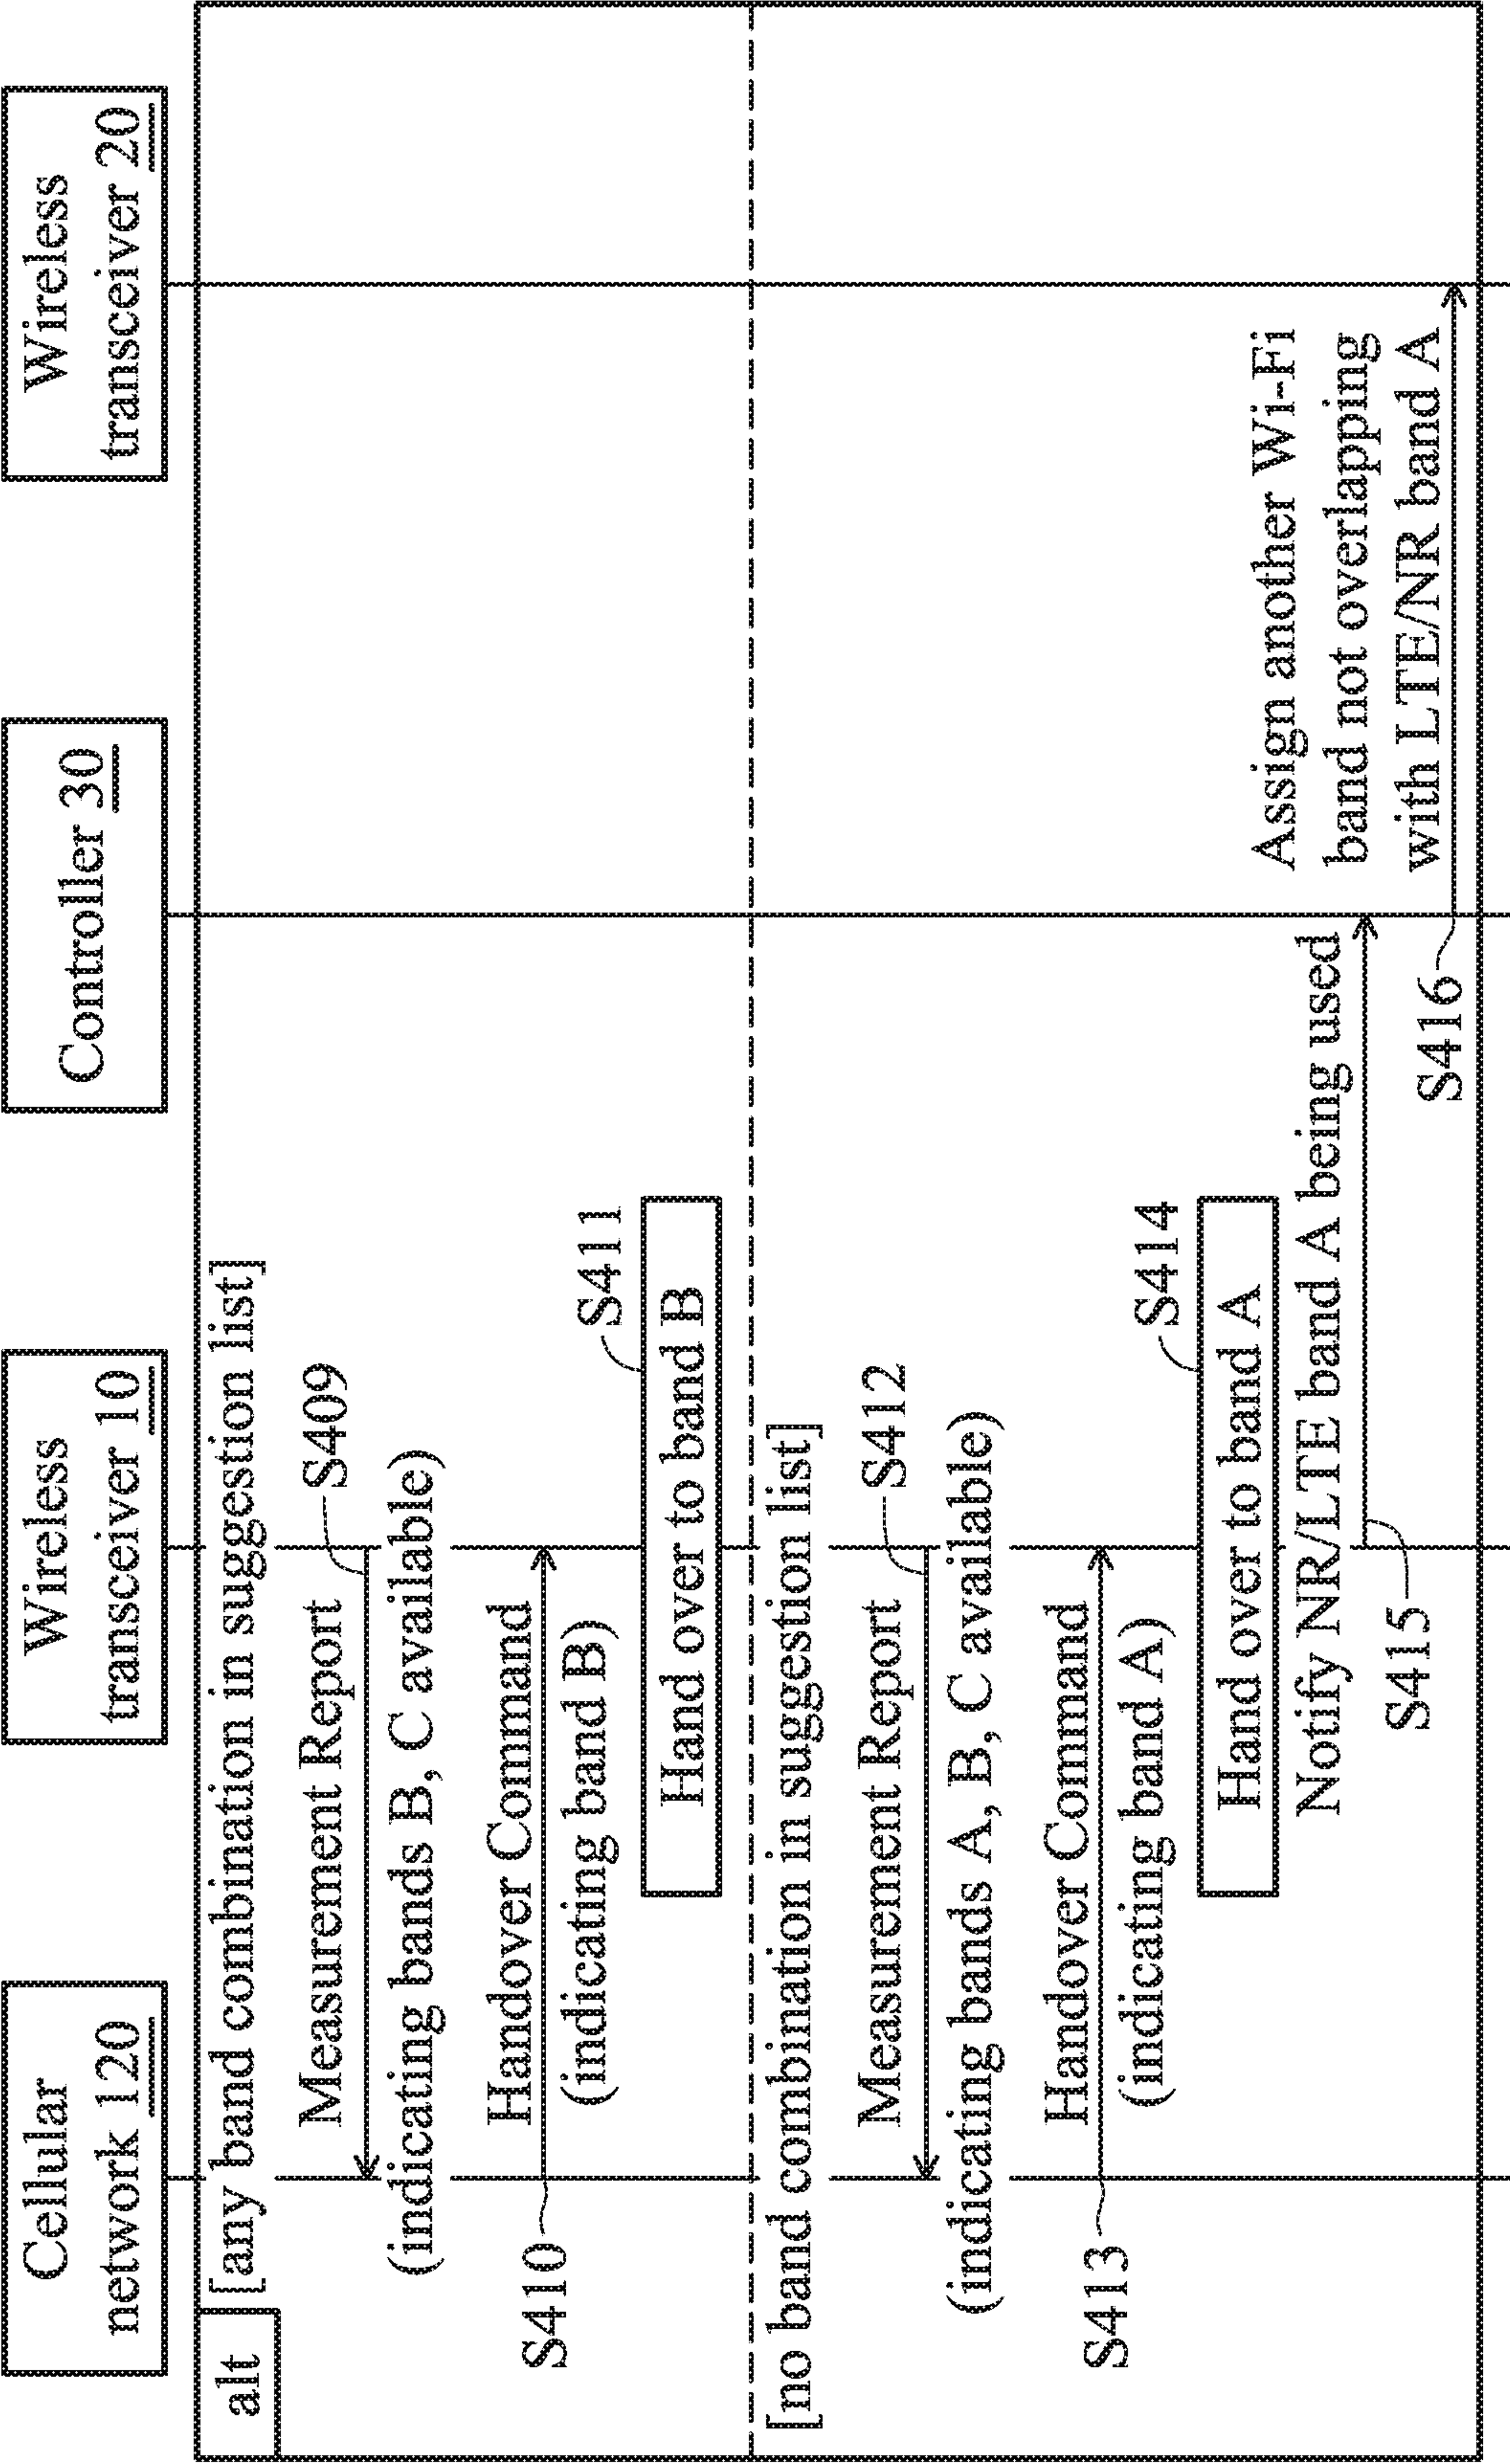 Cellular
network 120
Wireless
transceiver 10
Controller 30
Wireless
transceiver 20
alt
[any band combination in suggestion list]
Measurement Report
S409
(indicating bands B, C available)
Handover Command
S410
(indicating band B)
S411
Hand over to band B
[no band combination in suggestion list]
Measurement Report
S412
(indicating bands A, B, C available)
Handover Command
S413
(indicating band A)
S414
Hand over to band A
Notify NR/LTE band A being used
S415
Assign another Wi-Fi
band not overlapping
with LTE/NR band A
S416